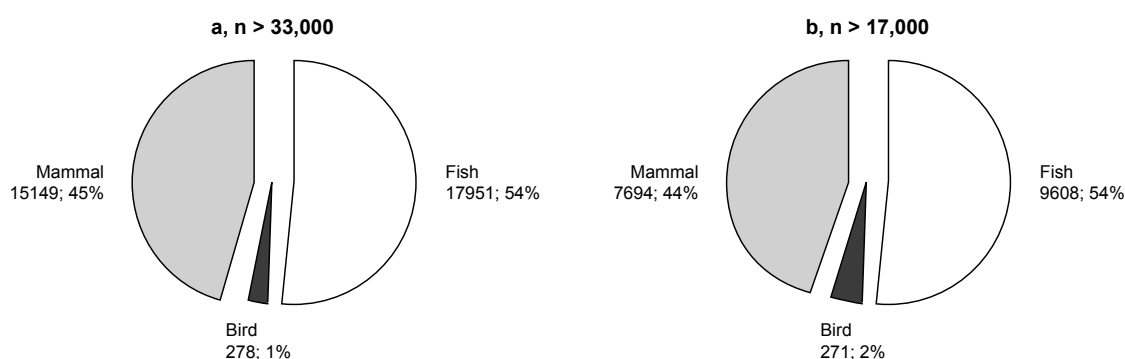 a, n > 33,000
Mammal
15149; 45%
Fish
17951; 54%
Bird
278; 1%
b, n > 17,000
Mammal
7694; 44%
Fish
9608; 54%
Bird
271; 2%